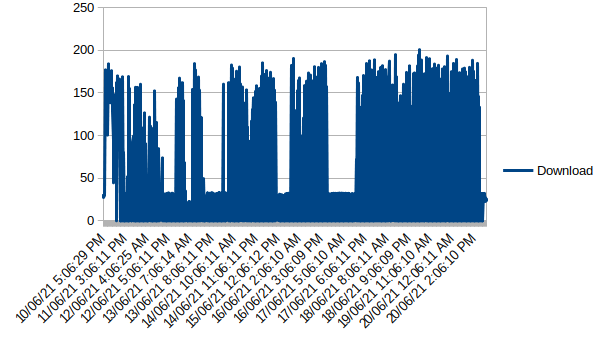 250
200
150
100
50
0
Download
10/06/21 5:06:29 PM
11/06/21 3:06:11 PM
12/06/21 4:06:25 AM
12/06/21 5:06:11 PM
13/06/21 7:06:14 AM
13/06/21 8:06:11 PM
14/06/21 10:06:11 AM
14/06/21 11:06:11 PM
15/06/21 12:06:12 PM
16/06/21 2:06:10 AM
16/06/21 3:06:09 PM
17/06/21 5:06:10 AM
17/06/21 6:06:11 PM
18/06/21 8:06:11 AM
18/06/21 9:06:09 PM
19/06/21 11:06:10 AM
20/06/21 12:06:11 AM
20/06/21 2:06:10 PM